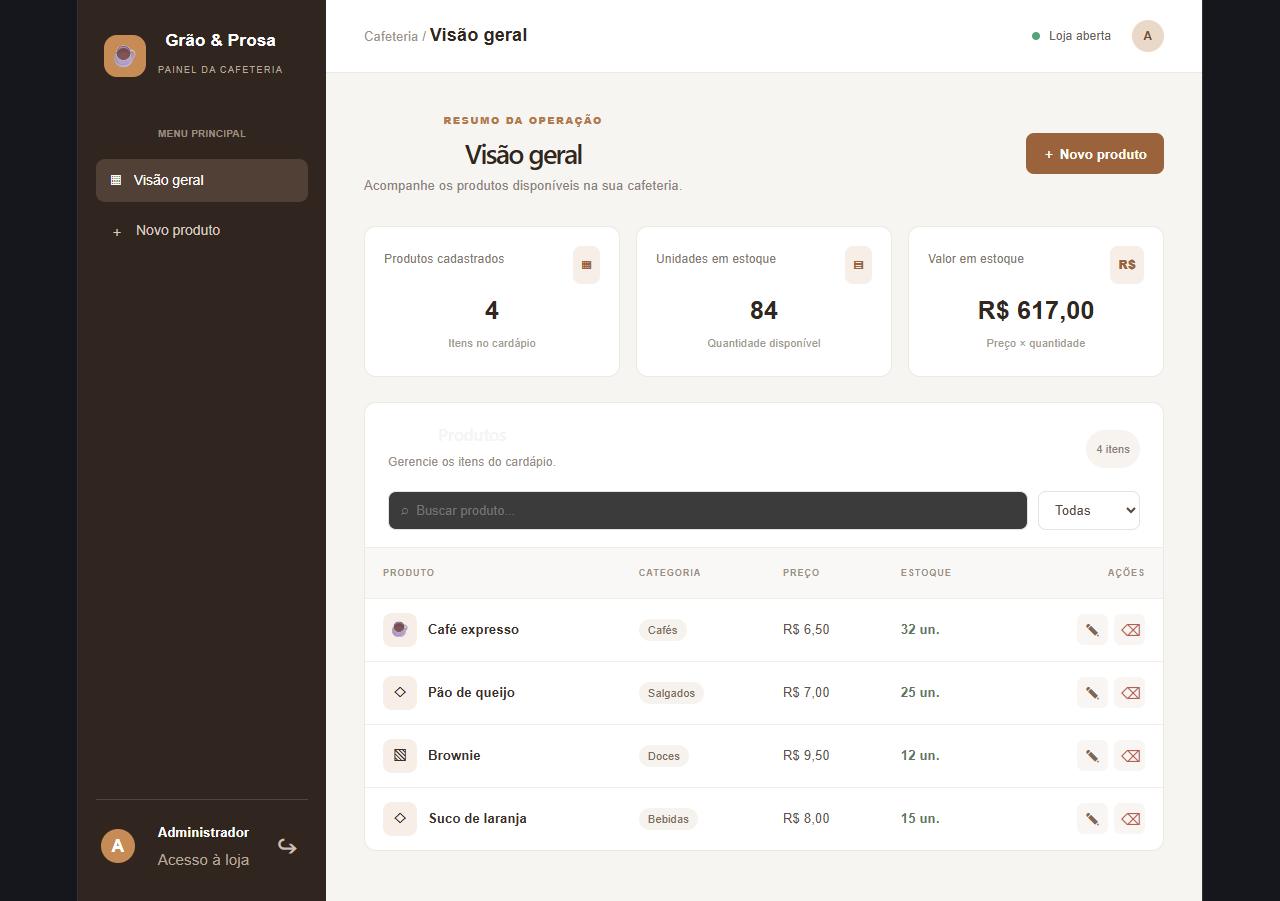 Grão & Prosa
PAINEL DA CAFETERIA
MENU PRINCIPAL
Visão geral
+ Novo produto
A
Administrador
Acesso à loja
Cafeteria / Visão geral
Loja aberta
A
RESUMO DA OPERAÇÃO
Visão geral
Acompanhe os produtos disponíveis na sua cafeteria.
+ Novo produto
Produtos cadastrados
4
Itens no cardápio
Unidades em estoque
84
Quantidade disponível
Valor em estoque
R$
R$ 617,00
Preço × quantidade
Produtos
Gerencie os itens do cardápio.
4 itens
Buscar produto...
Todas
PRODUTO CATEGORIA PREÇO ESTOQUE AÇÕES
Café expresso Cafés R$ 6,50 32 un.
Pão de queijo Salgados R$ 7,00 25 un.
Brownie Doces R$ 9,50 12 un.
Suco de laranja Bebidas R$ 8,00 15 un.